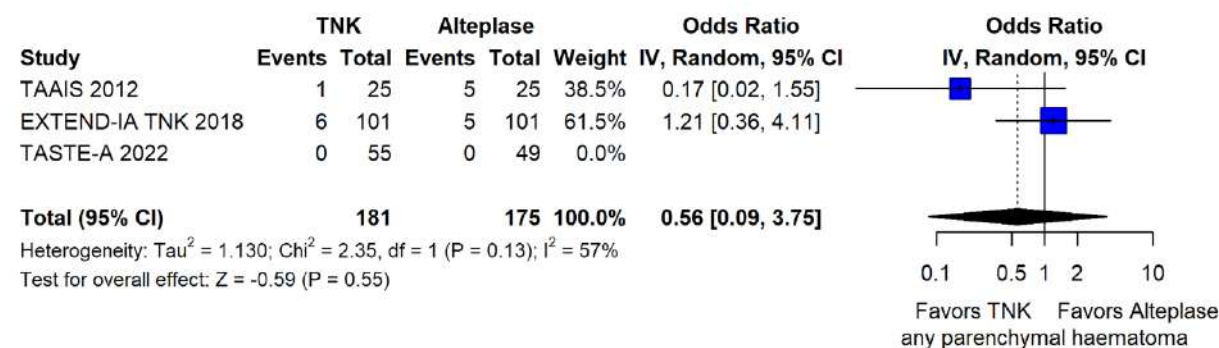 TNK Alteplase Odds Ratio Odds Ratio
Study Events Total Events Total Weight IV, Random, 95% CI IV, Random, 95% CI
TAAIS 2012 1 25 5 25 38.5% 0.17 [0.02, 1.55]
EXTEND-IA TNK 2018 6 101 5 101 61.5% 1.21 [0.36, 4.11]
TASTE-A 2022 0 55 0 49 0.0%
Total (95% CI) 181 175 100.0% 0.56 [0.09, 3.75]
Heterogeneity: Tau² = 1.130; Chi² = 2.35, df = 1 (P = 0.13); I² = 57%
Test for overall effect: Z = -0.59 (P = 0.55)
0.1 0.5 1 2 10
Favors TNK Favors Alteplase
any parenchymal haematoma